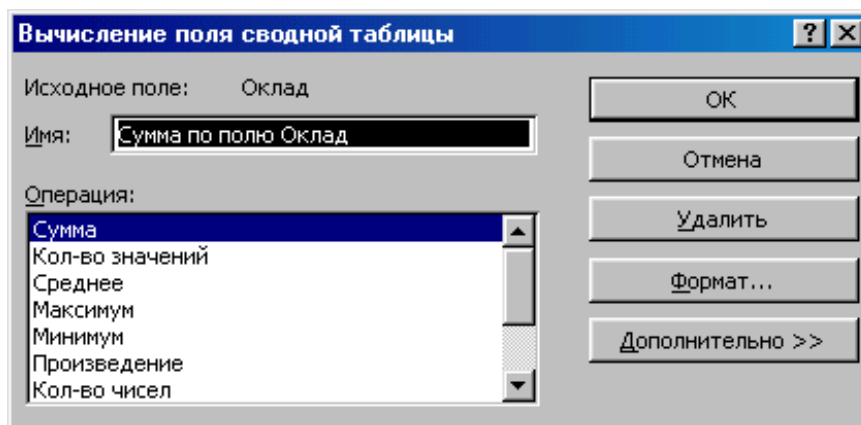 Вычисление поля сводной таблицы
Исходное поле: Оклад
Имя: Сумма по полю Оклад
Операция:
Сумма
Кол-во значений
Среднее
Максимум
Минимум
Произведение
Кол-во чисел
OK
Отмена
Удалить
Формат...
Дополнительно >>